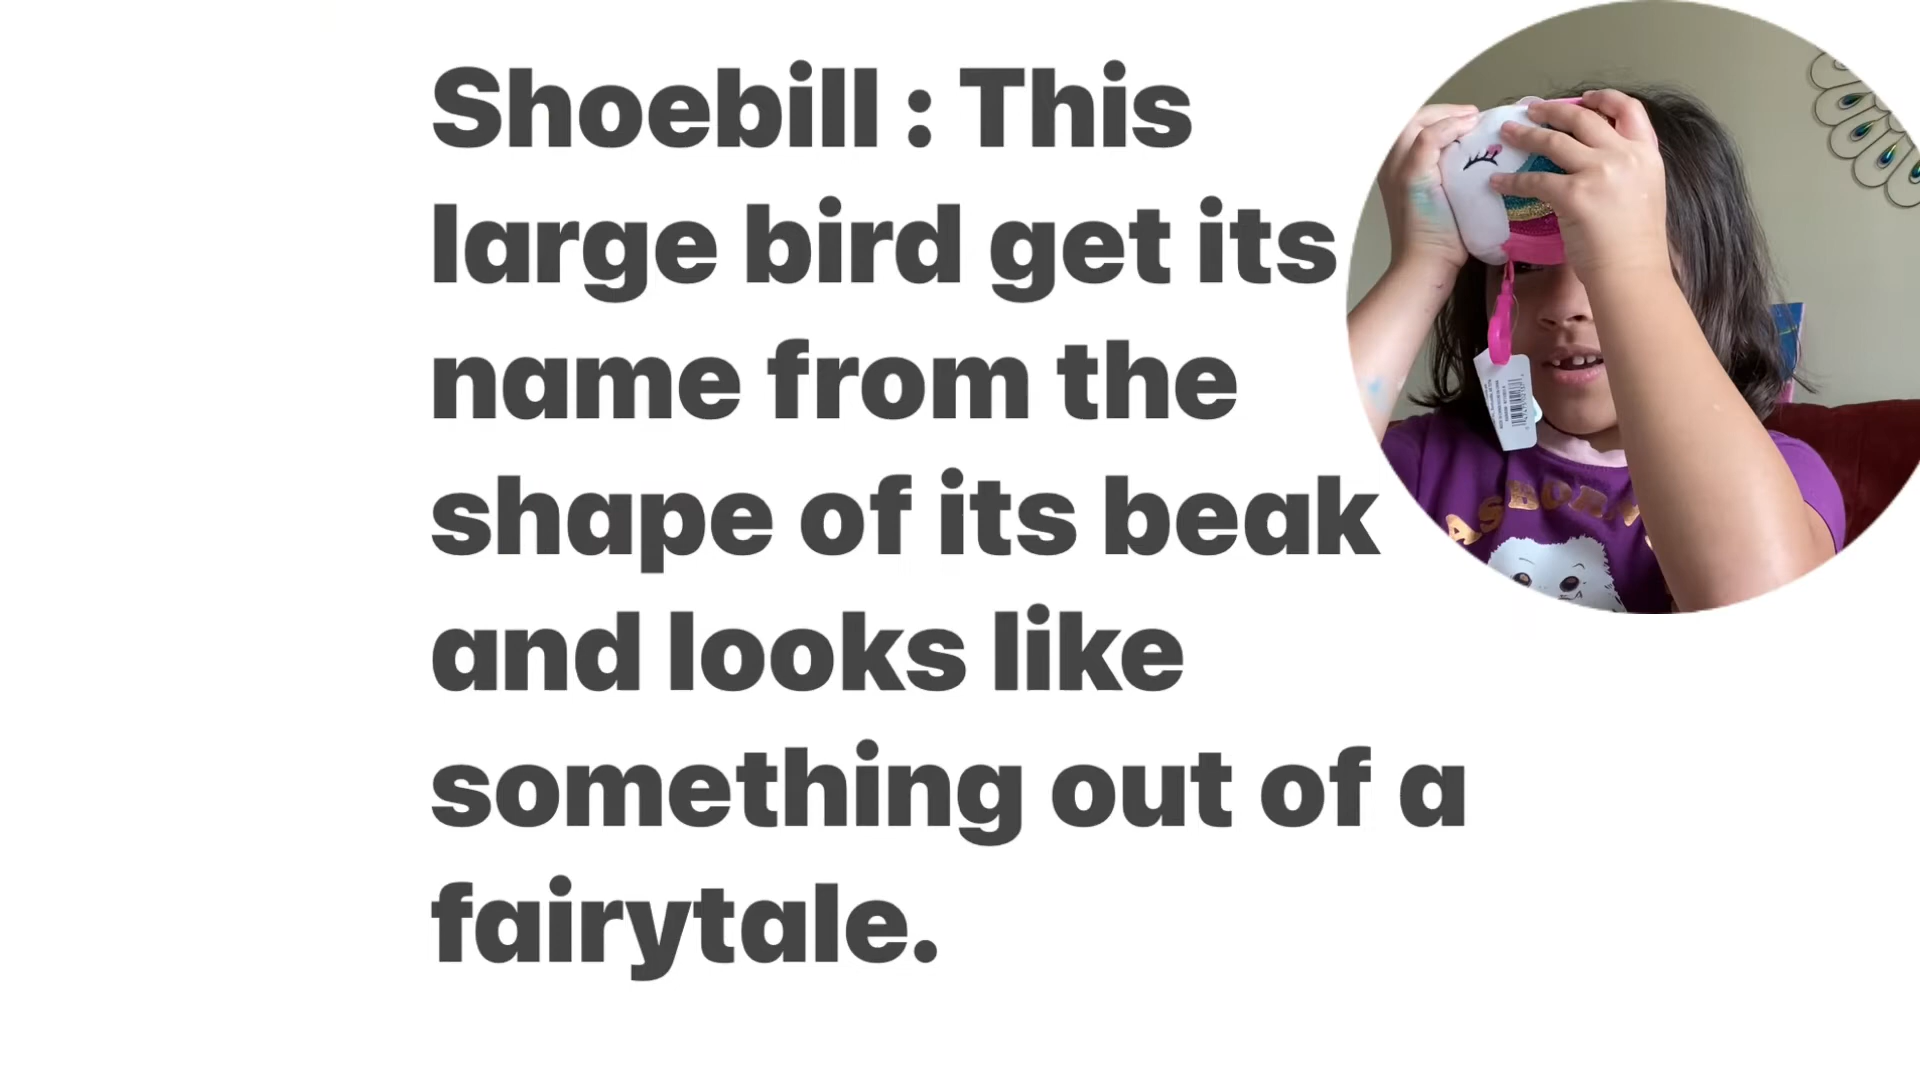 Shoebill : This
large bird get its
name from the
shape of its beak
and looks like
something out of a
fairytale.